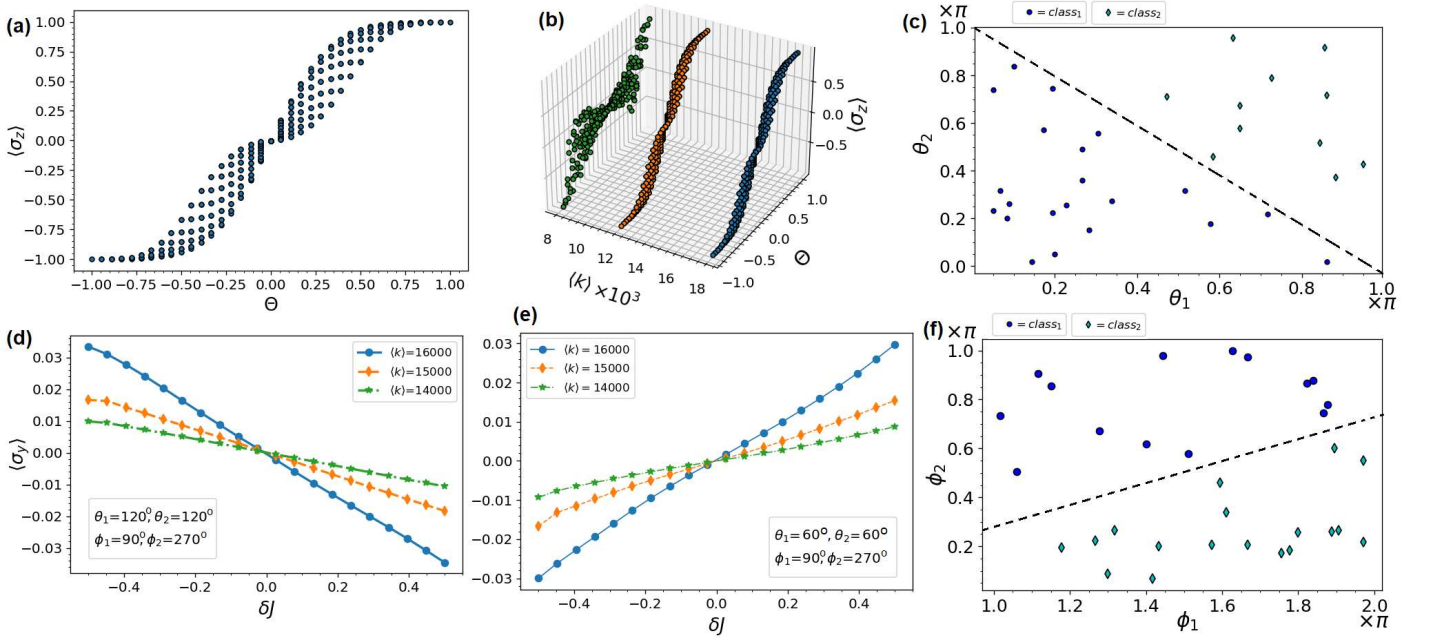 (a)
1.00
0.75
0.50
0.25
0.00
−0.25
−0.50
−0.75
−1.00
⟨σz⟩
−1.00 −0.75 −0.50 −0.25 0.00 0.25 0.50 0.75 1.00
Θ
(b)
0.5
0.0
−0.5
⟨σz⟩
8 10 12 14 16 18
⟨k⟩ ×10³
−1.0 −0.5 0.0 0.5 1.0
Θ
(c)
×π
= class₁ = class₂
1.0
0.8
0.6
0.4
0.2
0.0
θ₂
0.2 0.4 0.6 0.8 1.0
θ₁
×π
(d)
0.03
0.02
0.01
0.00
−0.01
−0.02
−0.03
⟨σy⟩
⟨k⟩=16000
⟨k⟩=15000
⟨k⟩=14000
θ₁=120⁰,θ₂=120⁰
ϕ₁=90⁰,ϕ₂=270⁰
−0.4 −0.2 0.0 0.2 0.4
δJ
(e)
0.03
0.02
0.01
0.00
−0.01
−0.02
−0.03
⟨k⟩ = 16000
⟨k⟩ = 15000
⟨k⟩ = 14000
θ₁=60⁰, θ₂=60⁰
ϕ₁=90⁰,ϕ₂=270⁰
−0.4 −0.2 0.0 0.2 0.4
δJ
(f)
×π
= class₁ = class₂
1.0
0.8
0.6
0.4
0.2
ϕ₂
1.0 1.2 1.4 1.6 1.8 2.0
ϕ₁
×π